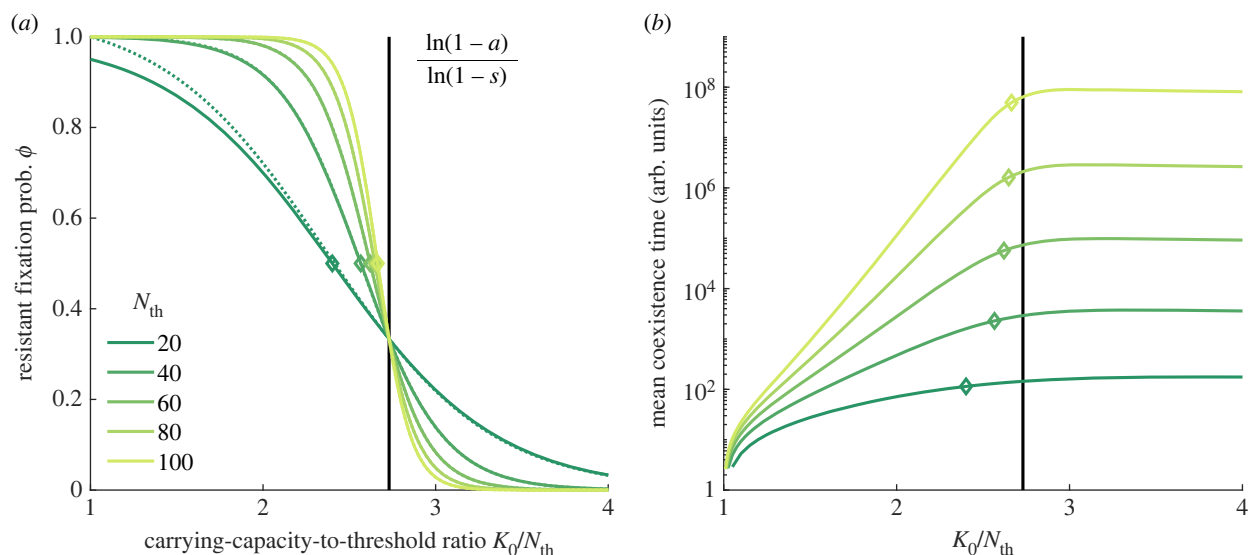 (a)
1.0
0.8
0.6
0.4
0.2
0
resistant fixation prob. ϕ
ln(1 – a)
ln(1 – s)
N_th
20
40
60
80
100
1 2 3 4
carrying-capacity-to-threshold ratio K_0/N_th
(b)
10^8
10^6
10^4
10^2
1
mean coexistence time (arb. units)
1 2 3 4
K_0/N_th